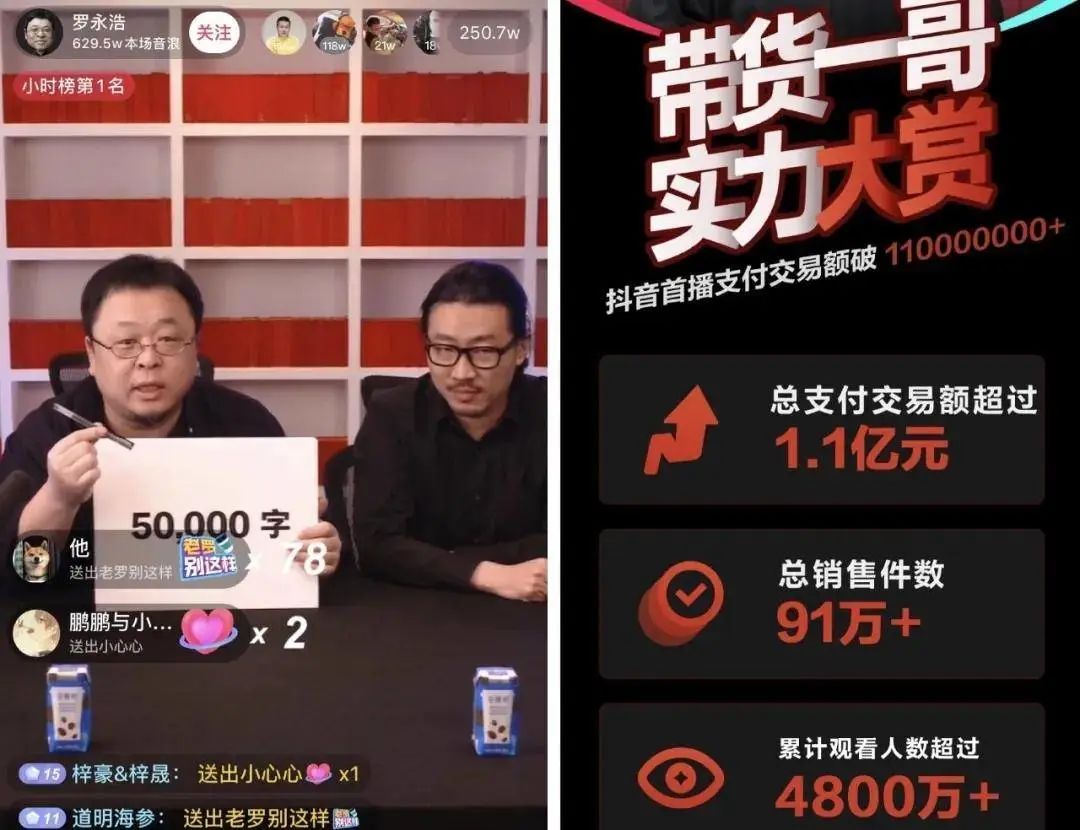 罗永浩
629.5w本场音浪
关注
118w
21w
250.7w
小时榜第1名
50,000 字
他
送出老罗别这样
老罗
别这样
x 78
鹏鹏与小...
送出小心心
x 2
15 梓豪&梓晟： 送出小心心 x1
11 道明海参： 送出老罗别这样
带货一哥
实力大赏
抖音首播支付交易额破 110000000+
总支付交易额超过
1.1亿元
总销售件数
91万+
累计观看人数超过
4800万+